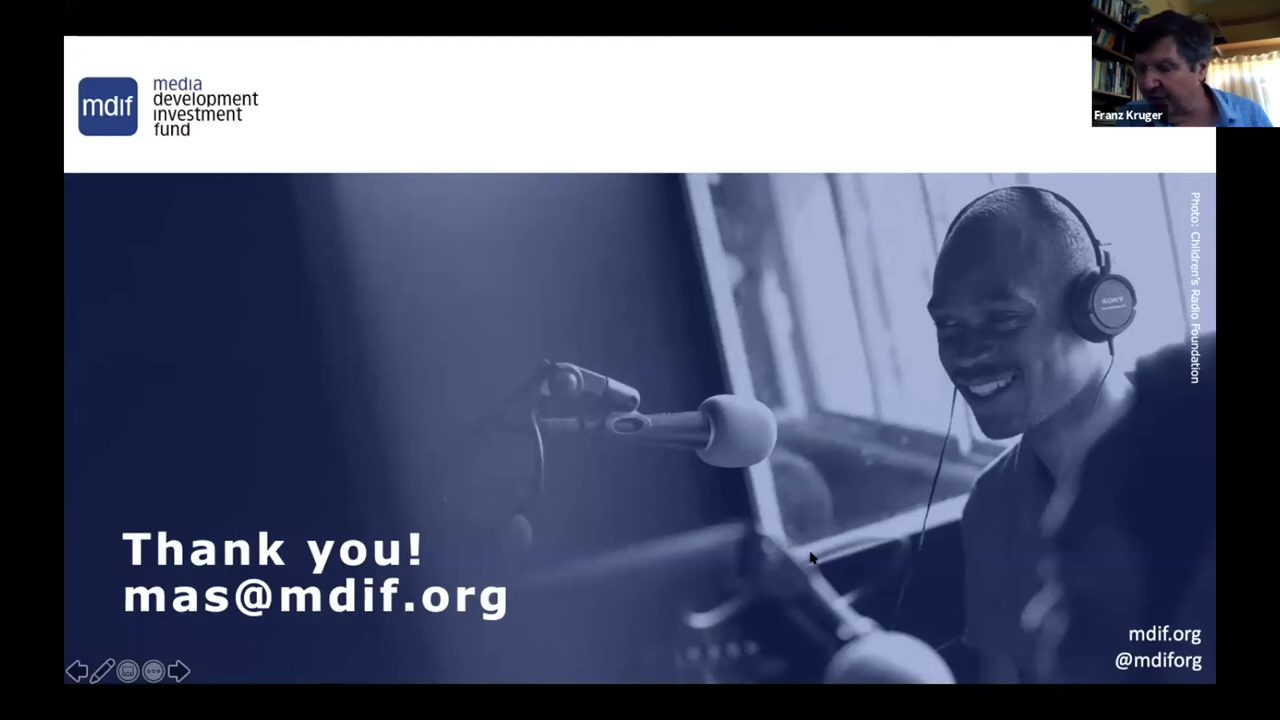 mdif
media
development
investment
fund
Franz Kruger
Photo: Children's Radio Foundation
SONY
Thank you!
mas@mdif.org
mdif.org
@mdiforg